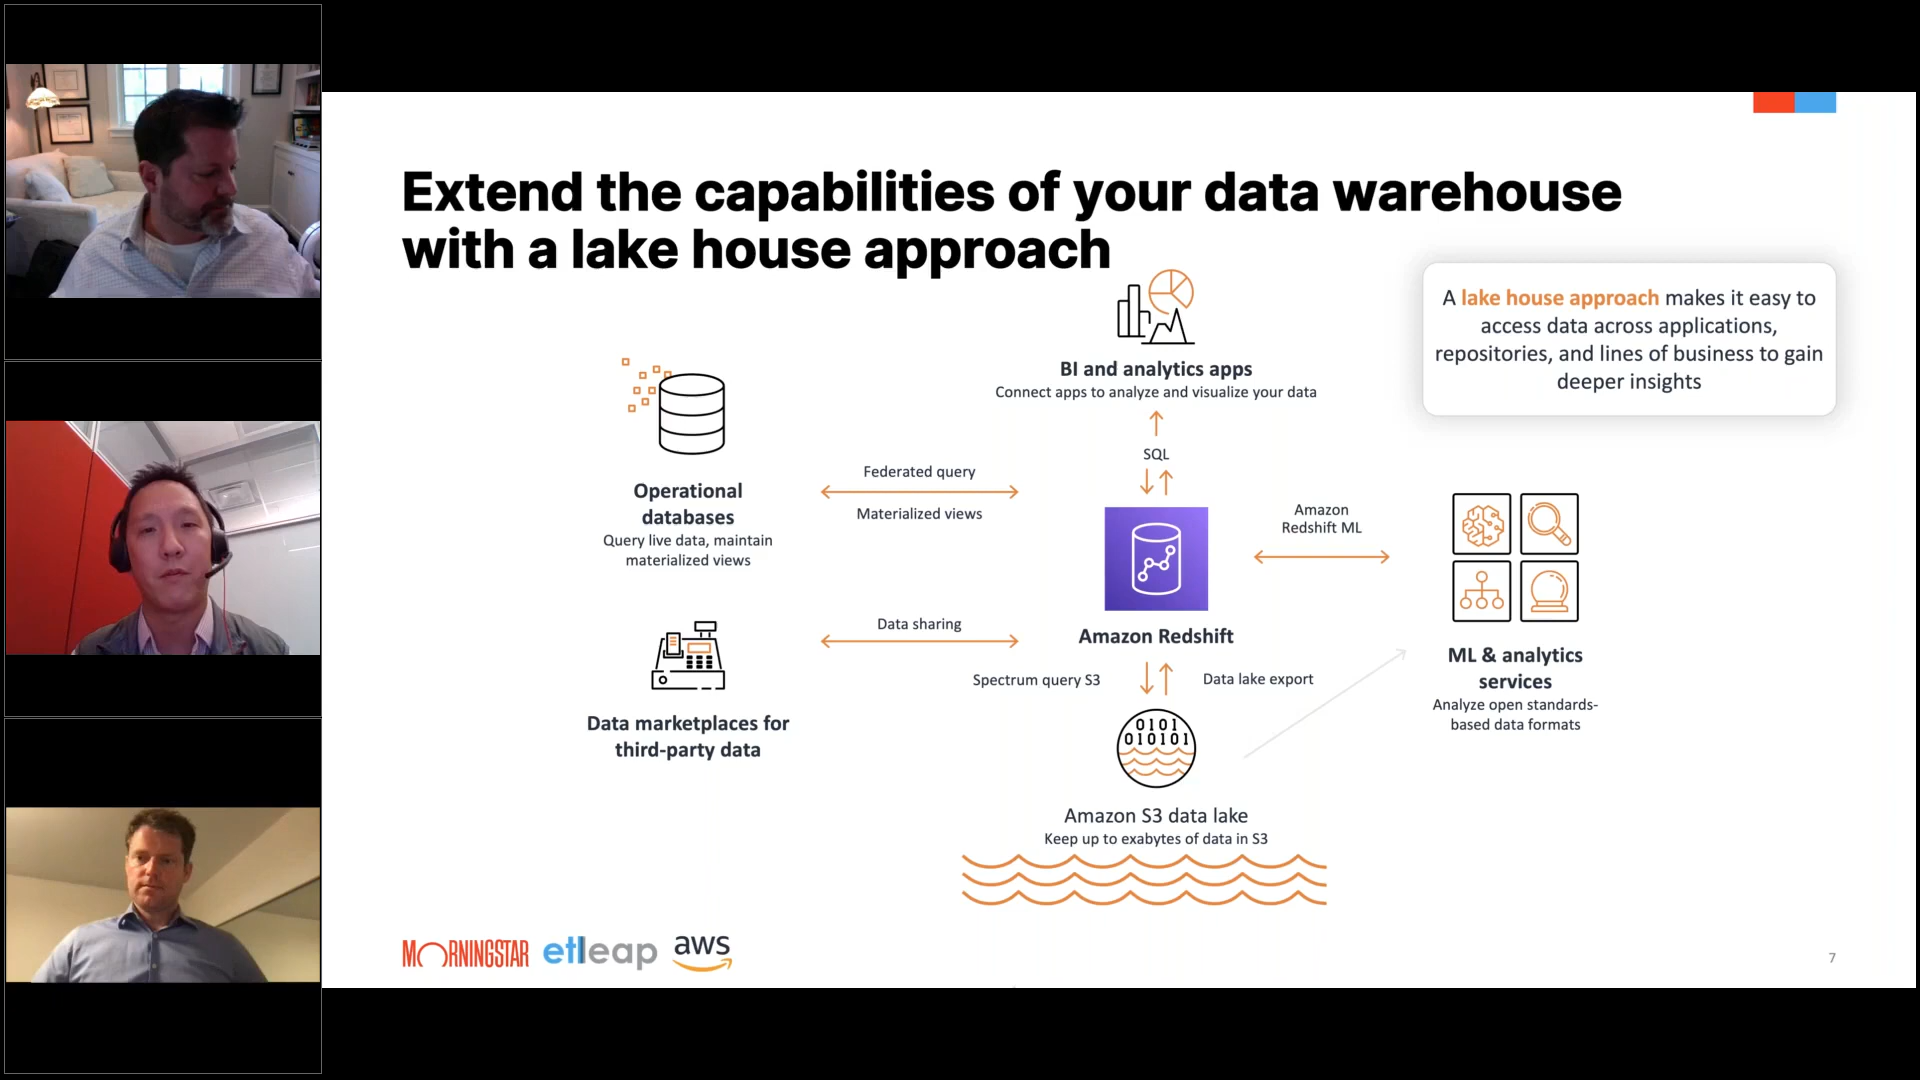 Extend the capabilities of your data warehouse
with a lake house approach
A lake house approach makes it easy to
access data across applications,
repositories, and lines of business to gain
deeper insights
BI and analytics apps
Connect apps to analyze and visualize your data
SQL
Operational
databases
Query live data, maintain
materialized views
Federated query
Materialized views
Amazon
Redshift ML
Amazon Redshift
Data sharing
Data marketplaces for
third-party data
Spectrum query S3
Data lake export
ML & analytics
services
Analyze open standards-
based data formats
0101
010101
Amazon S3 data lake
Keep up to exabytes of data in S3
MORNINGSTAR
etleap
aws
7